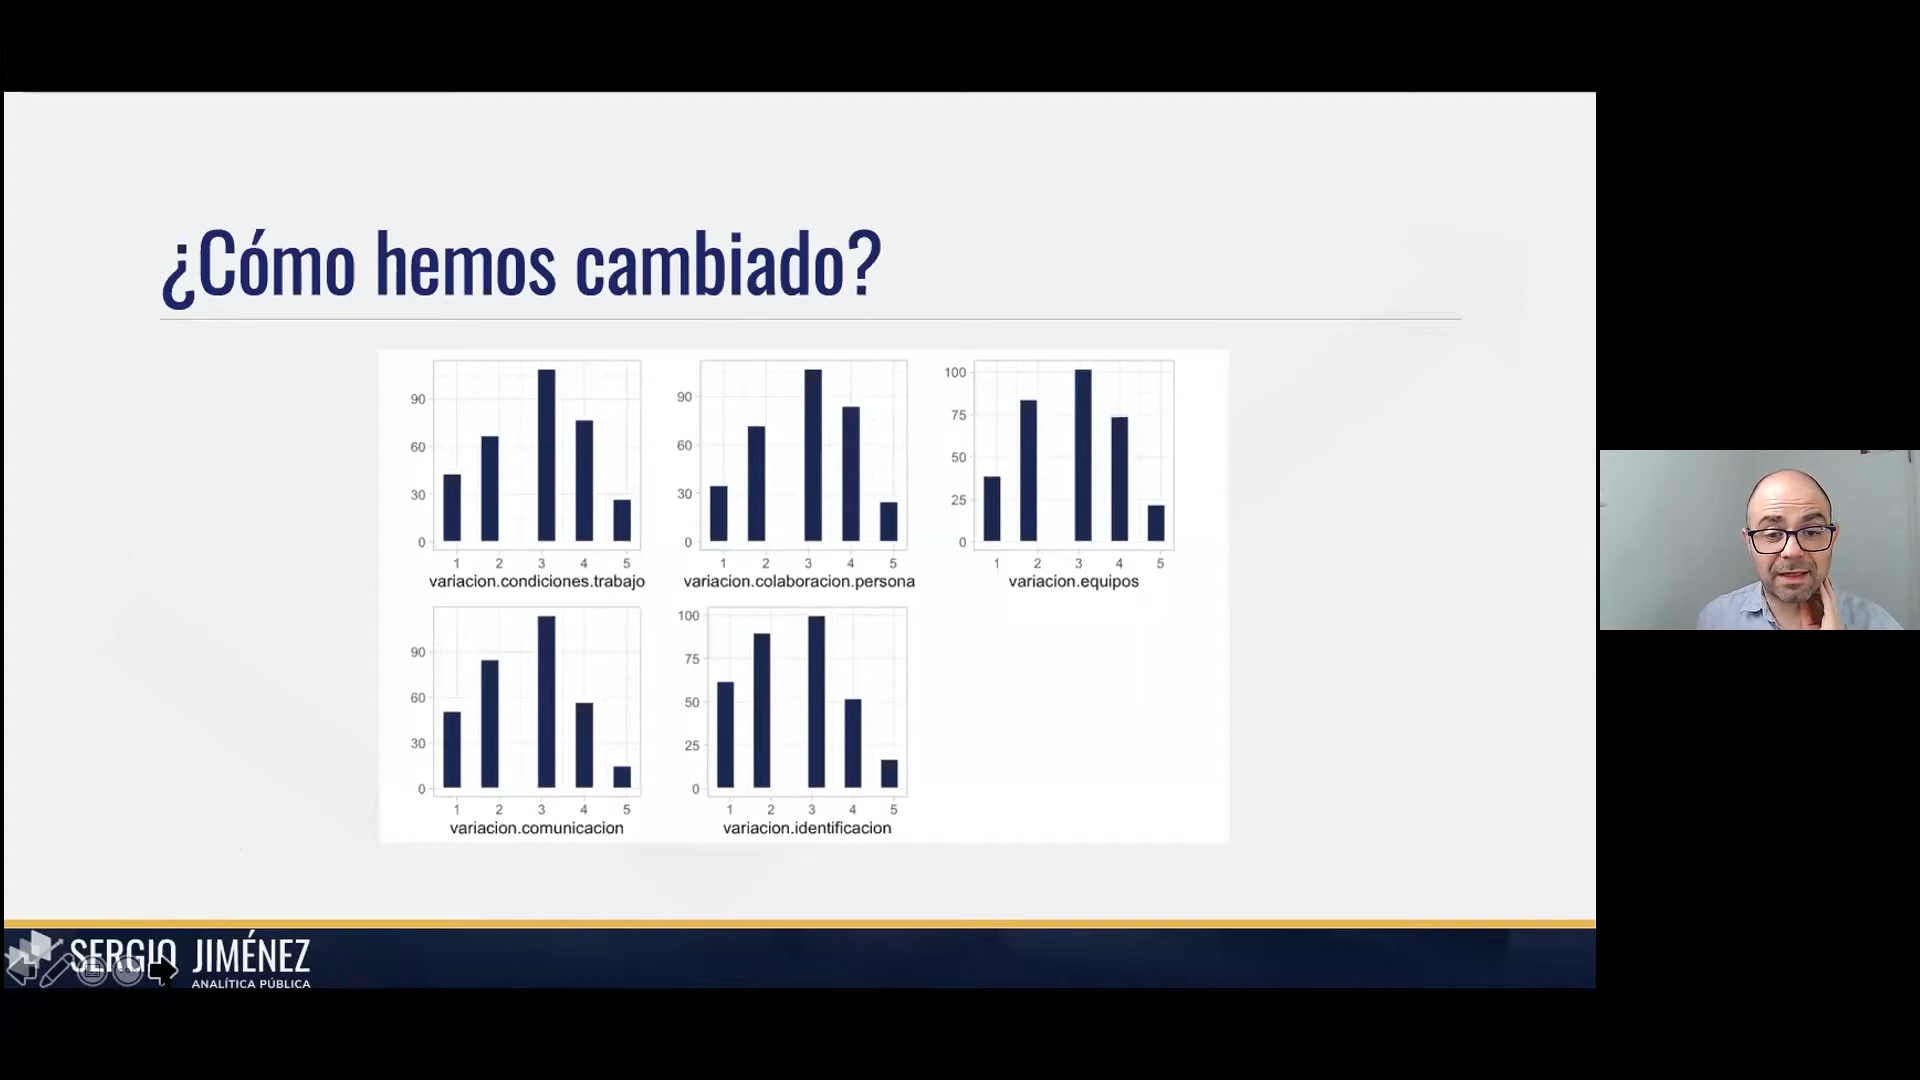 ¿Cómo hemos cambiado?
90
60
30
0
1 2 3 4 5
variacion.condiciones.trabajo
90
60
30
0
1 2 3 4 5
variacion.colaboracion.persona
100
75
50
25
0
1 2 3 4 5
variacion.equipos
90
60
30
0
1 2 3 4 5
variacion.comunicacion
100
75
50
25
0
1 2 3 4 5
variacion.identificacion
SERGIO JIMÉNEZ
ANALÍTICA PÚBLICA